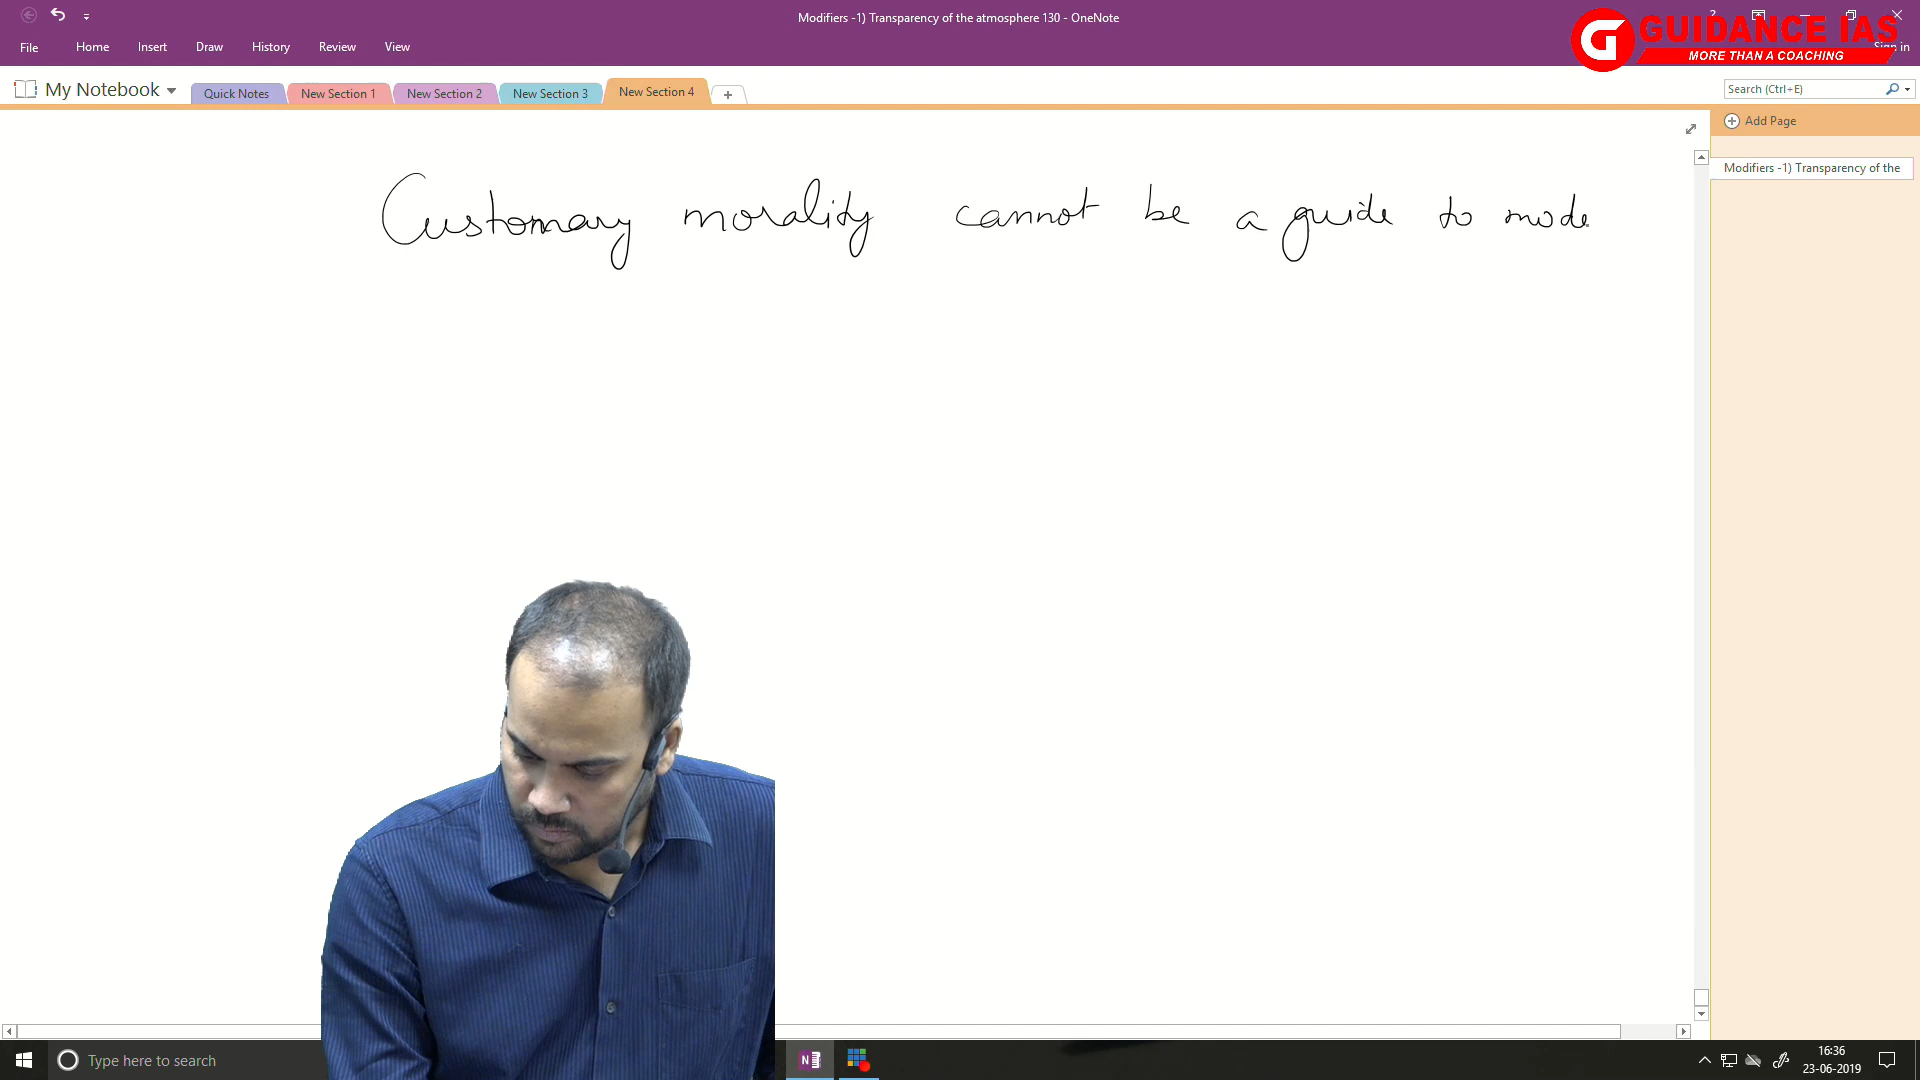 Modifiers -1) Transparency of the atmosphere 130 - OneNote
File Home Insert Draw History Review View
GUIDANCE IAS
MORE THAN A COACHING
Sign in
My Notebook
Quick Notes New Section 1 New Section 2 New Section 3 New Section 4
Search (Ctrl+E)
Add Page
Modifiers -1) Transparency of the
Customary morality cannot be a guide to mode
Type here to search
16:36
23-06-2019